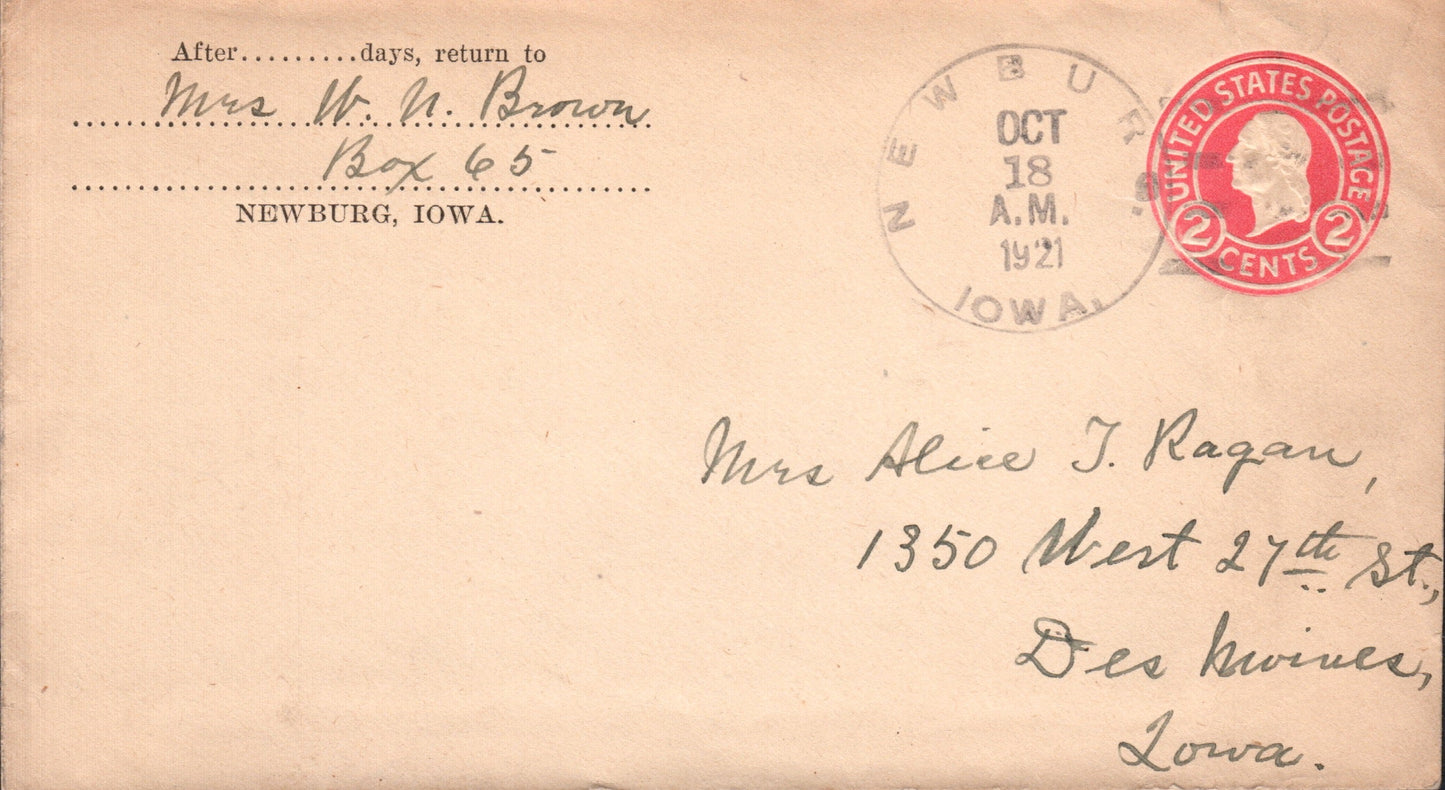 After.........days, return to
Mrs W. N. Brown
Box 65
NEWBURG, IOWA.
NEWBURG.
OCT
18
A.M.
1921
IOWA.
UNITED STATES POSTAGE
2 CENTS 2
Mrs Alice T. Ragan,
1350 West 27th St.,
Des Moines,
Iowa.